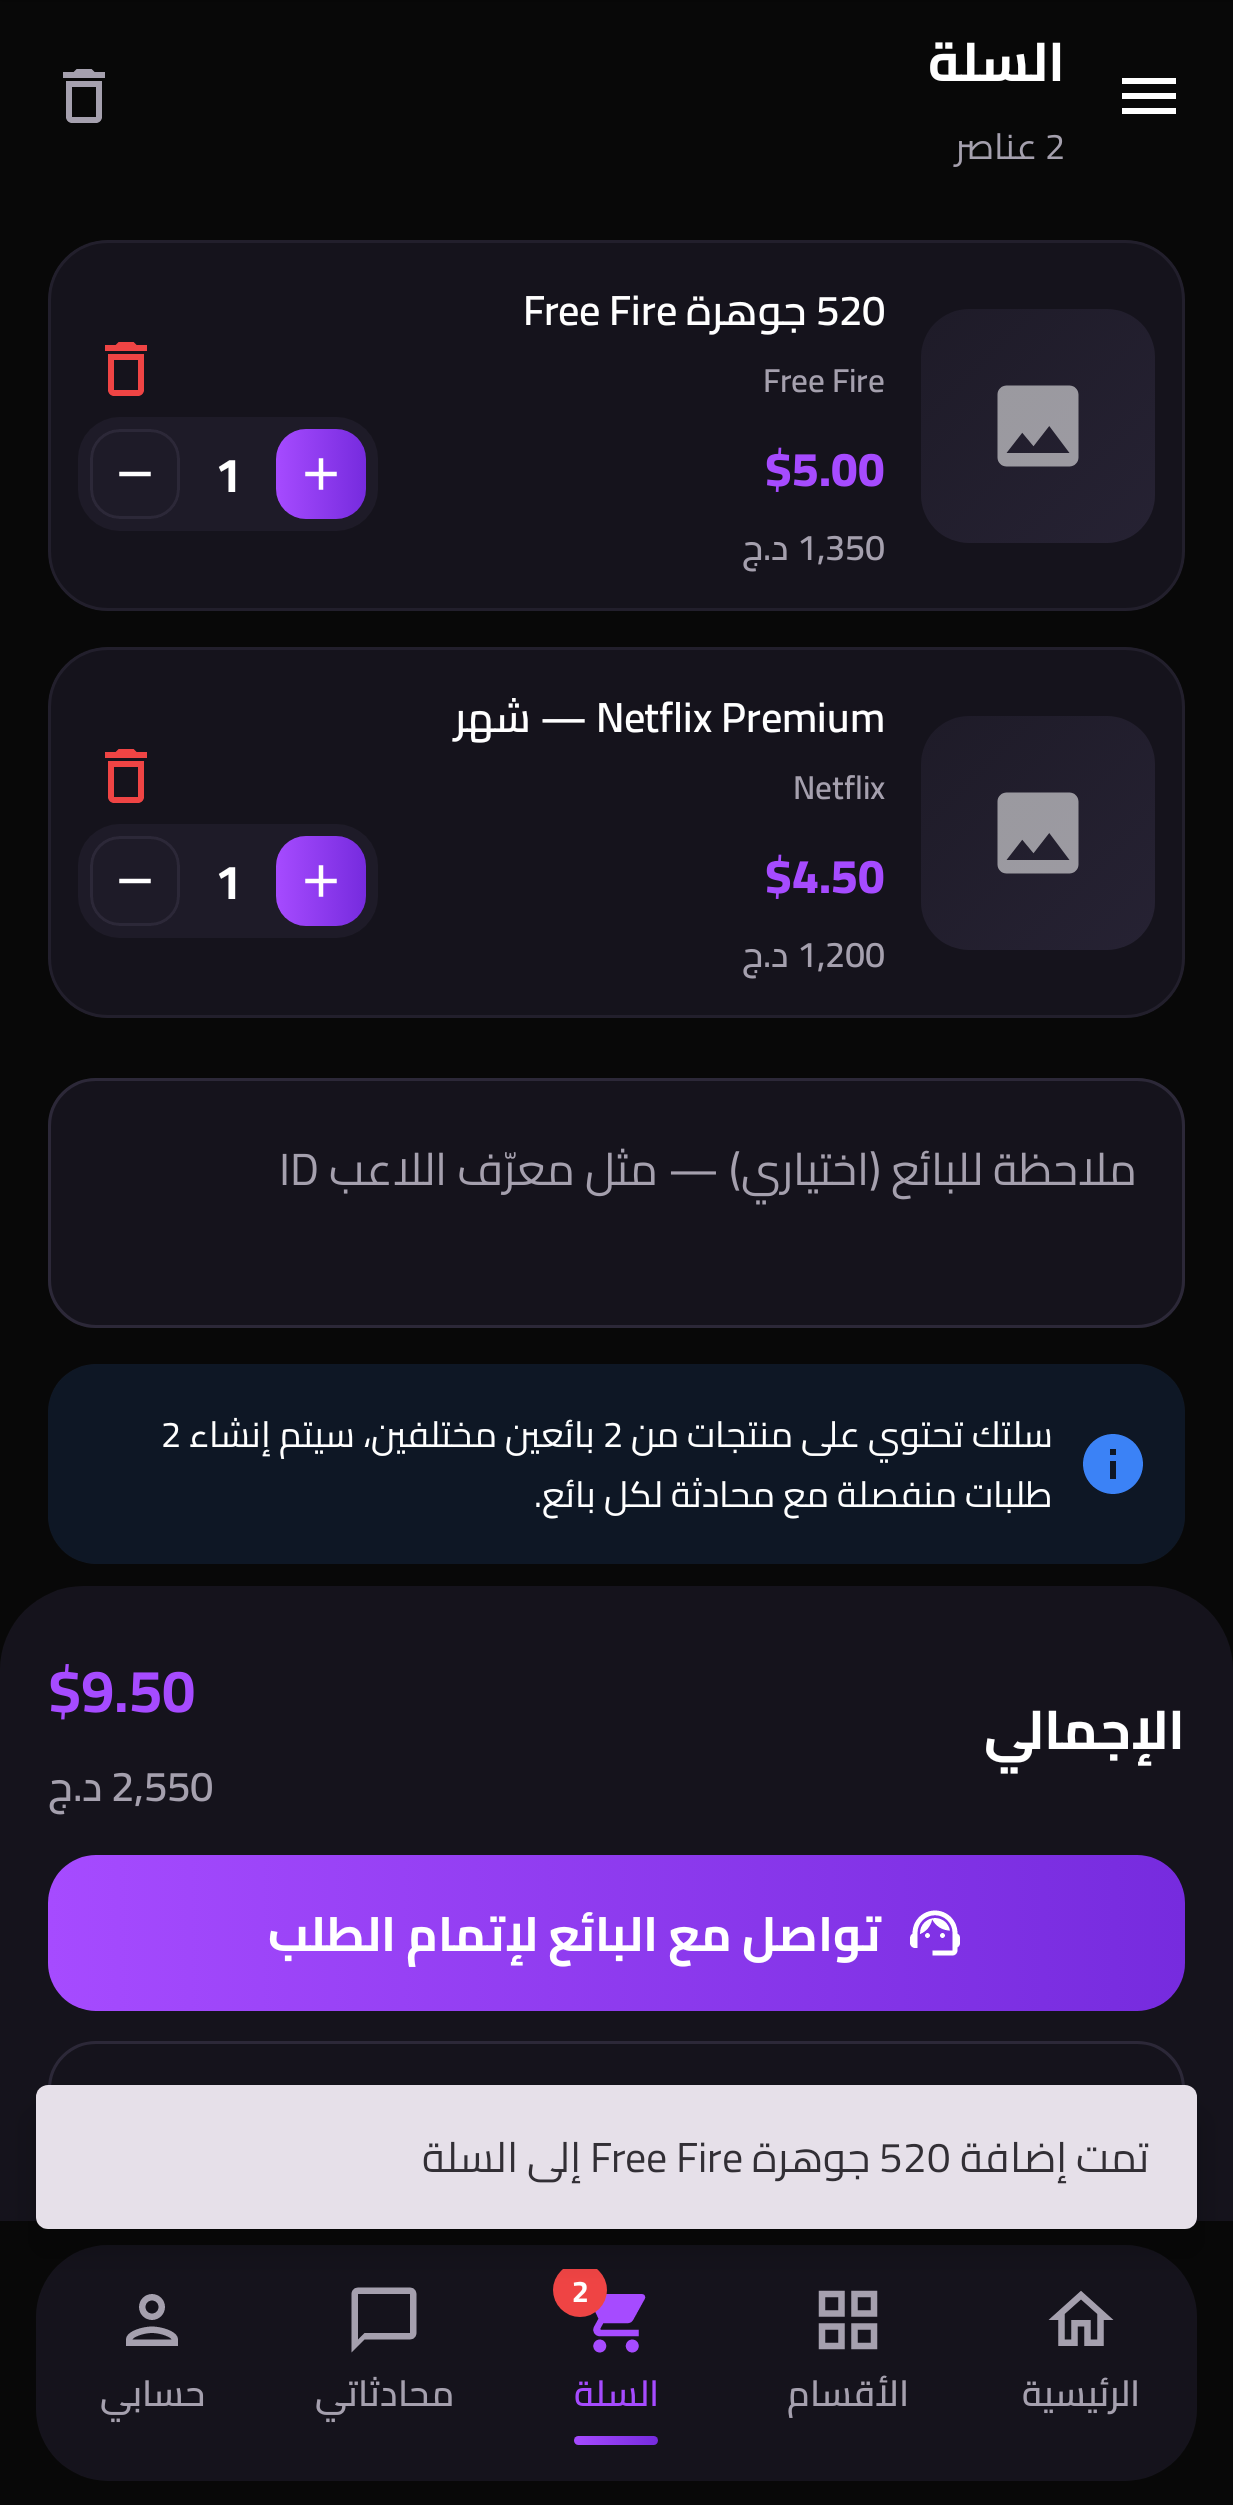 السلة
2 عناصر
520 جوهرة Free Fire
Free Fire
$5.00
1,350 د.ج
1
Netflix Premium — شهر
Netflix
$4.50
1,200 د.ج
1
ملاحظة للبائع (اختياري) — مثل معرّف اللاعب ID
سلتك تحتوي على منتجات من 2 بائعين مختلفين، سيتم إنشاء 2
طلبات منفصلة مع محادثة لكل بائع.
الإجمالي
$9.50
2,550 د.ج
تواصل مع البائع لإتمام الطلب
تمت إضافة 520 جوهرة Free Fire إلى السلة
2
الرئيسية
الأقسام
السلة
محادثاتي
حسابي